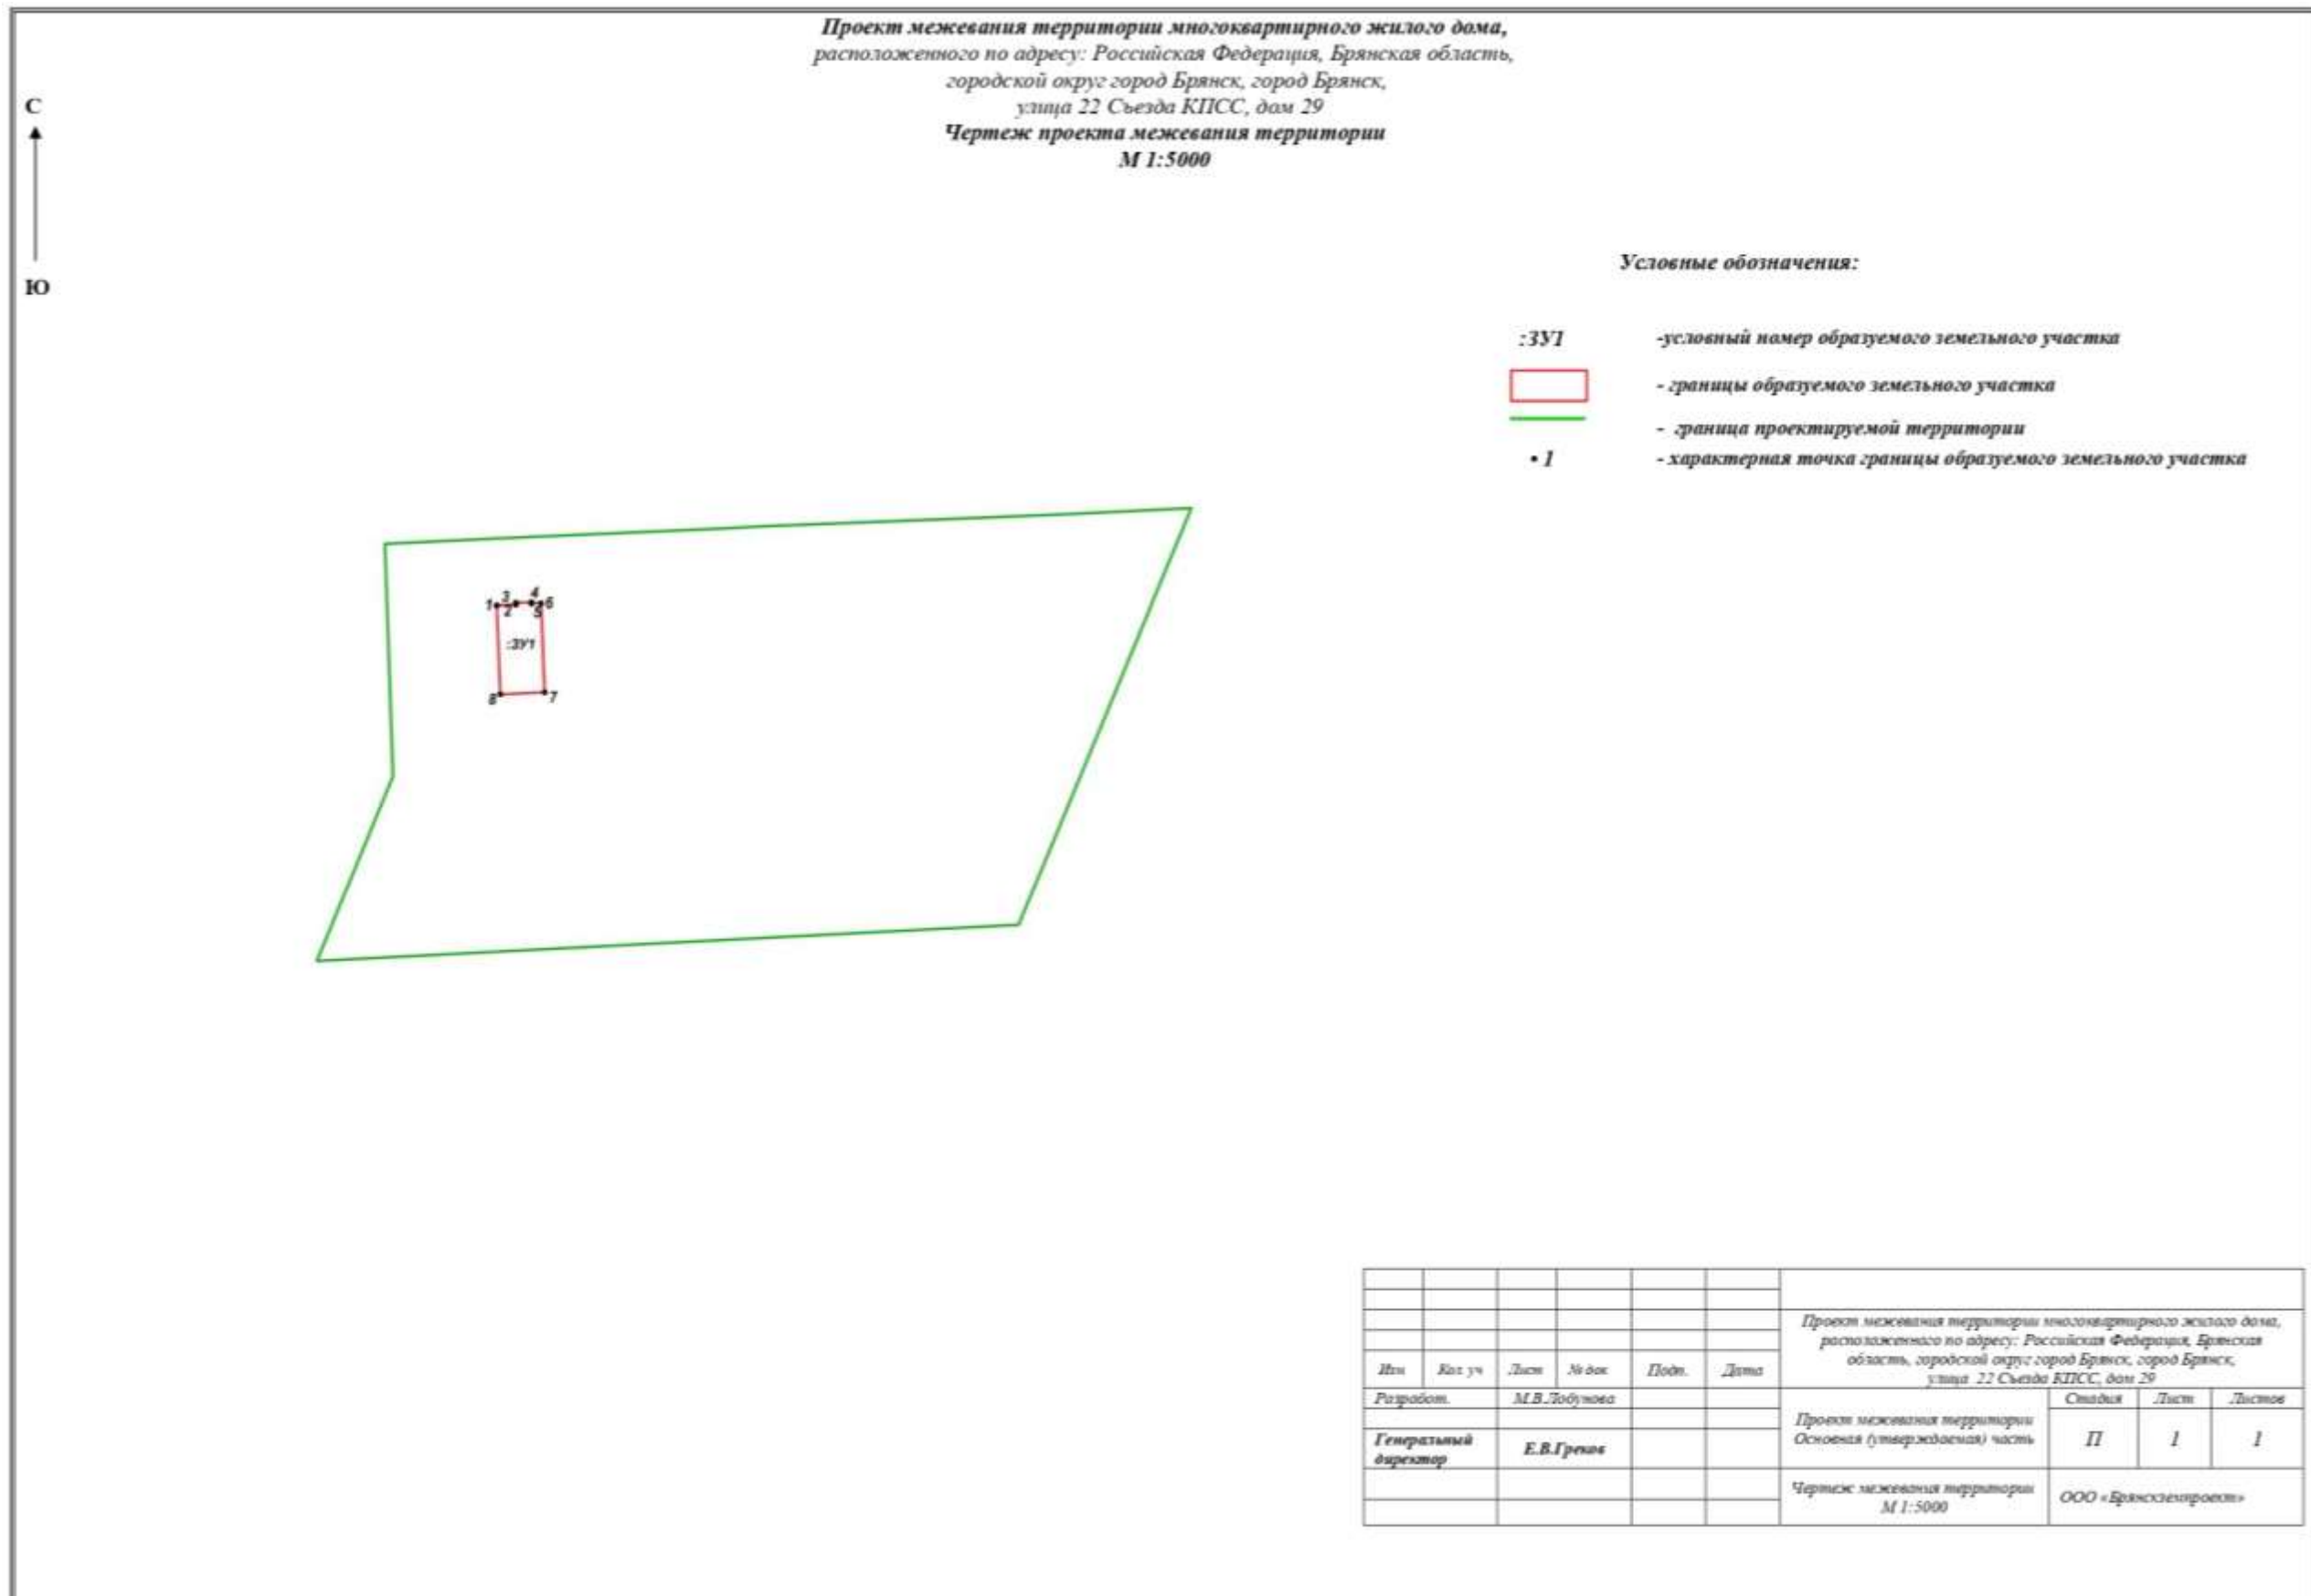 Проект межевания территории многоквартирного жилого дома,
расположенного по адресу: Российская Федерация, Брянская область,
городской округ город Брянск, город Брянск,
улица 22 Съезда КПСС, дом 29
Чертеж проекта межевания территории
М 1:5000
С
Ю
Условные обозначения:
:ЗУ1 -условный номер образуемого земельного участка
- границы образуемого земельного участка
- граница проектируемой территории
• 1 - характерная точка границы образуемого земельного участка
1 3 2 4 5 6
:ЗУ1
8 7
Проект межевания территории многоквартирного жилого дома,
расположенного по адресу: Российская Федерация, Брянская
область, городской округ город Брянск, город Брянск,
улица 22 Съезда КПСС, дом 29
Изм Кол. уч Лист № док Подп. Дата
Разработ. М.В.Лобунова
Генеральный
директор
Е.В.Греков
Проект межевания территории
Основная (утверждаемая) часть
Стадия Лист Листов
П 1 1
Чертеж межевания территории
М 1:5000
ООО «Брянскземпроект»